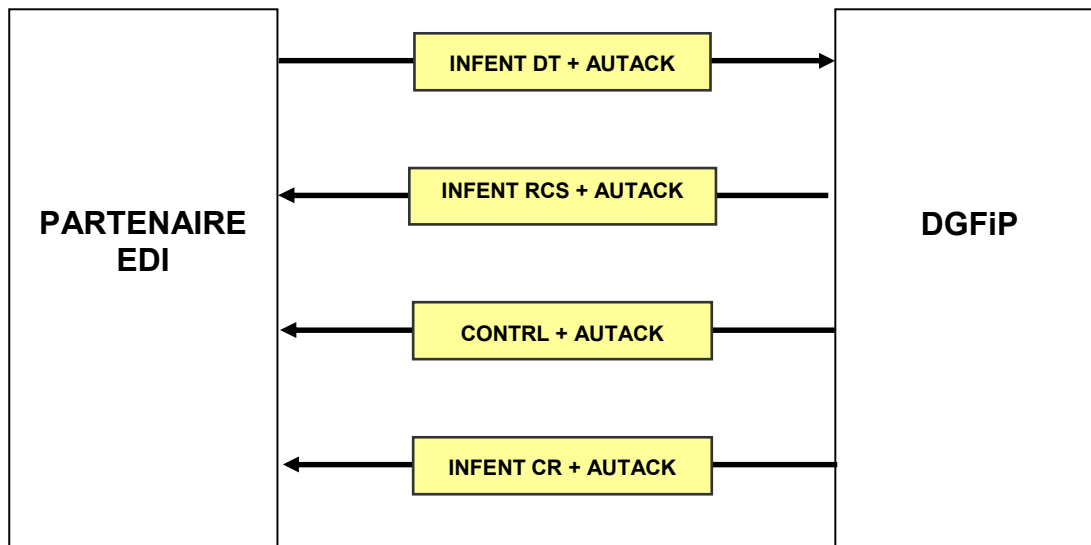 PARTENAIRE
EDI
INFENT DT + AUTACK
INFENT RCS + AUTACK
CONTRL + AUTACK
INFENT CR + AUTACK
DGFiP